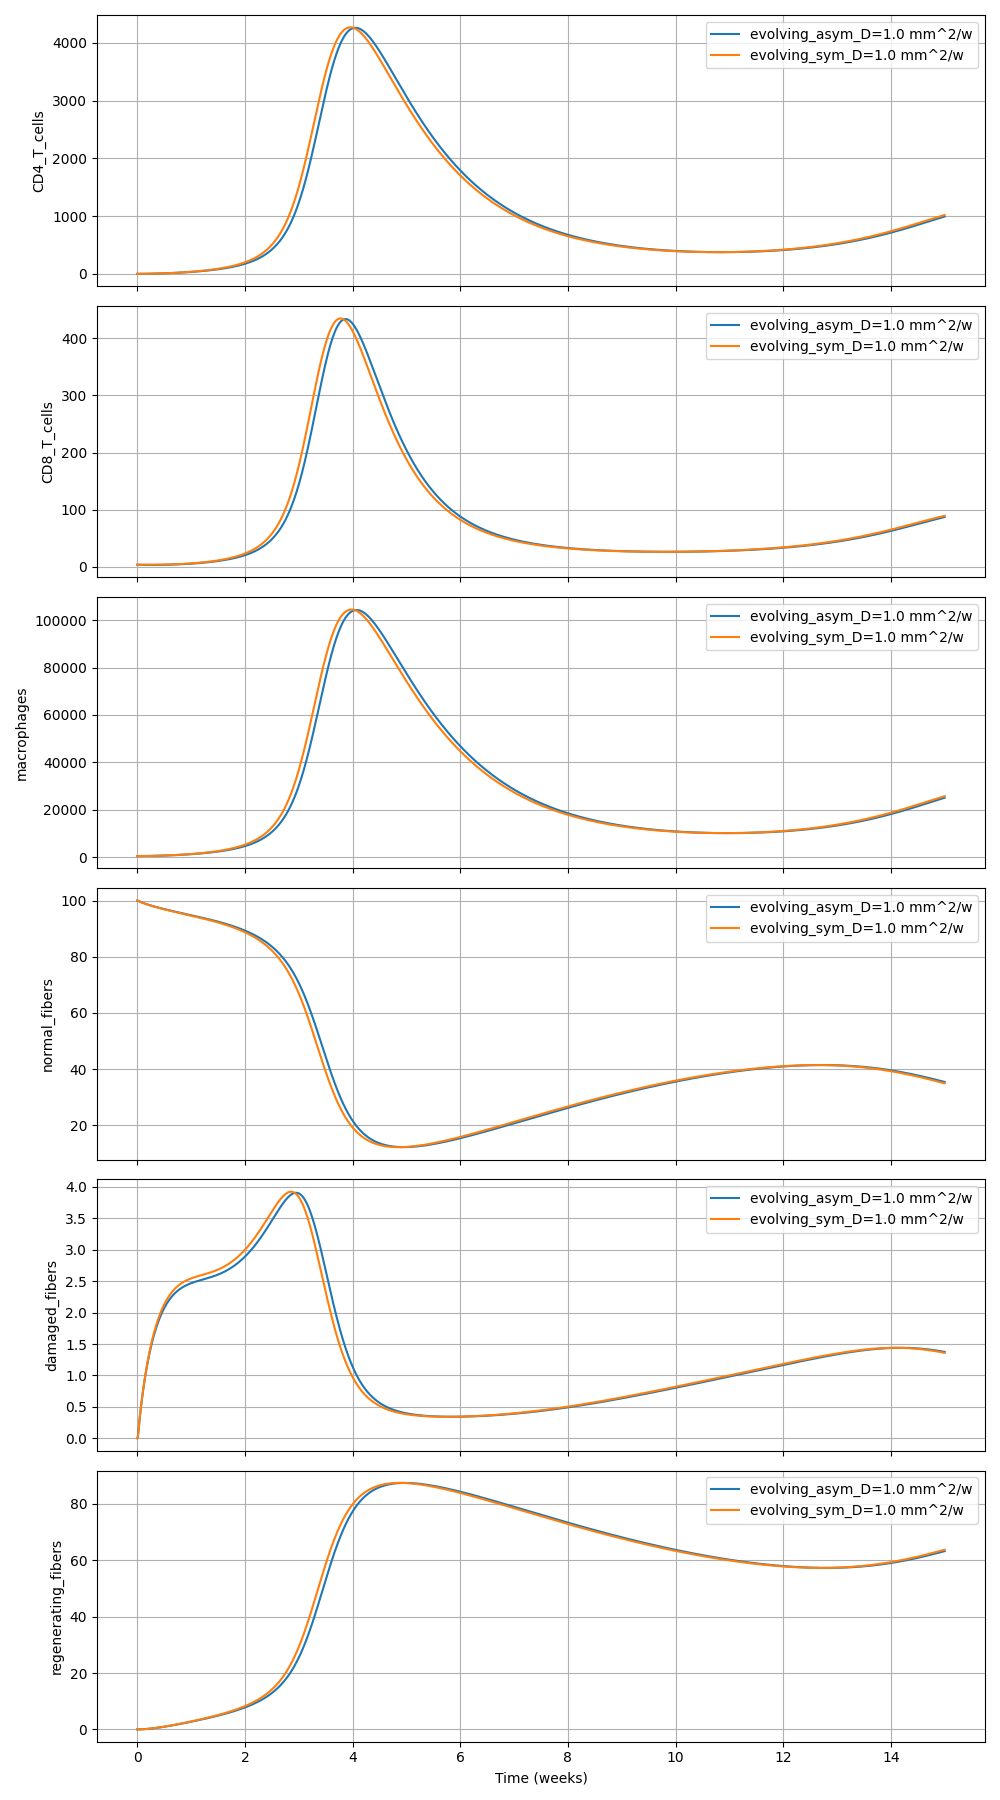 CD4_T_cells
4000
3000
2000
1000
0
evolving_asym_D=1.0 mm^2/w
evolving_sym_D=1.0 mm^2/w
CD8_T_cells
400
300
200
100
0
evolving_asym_D=1.0 mm^2/w
evolving_sym_D=1.0 mm^2/w
macrophages
100000
80000
60000
40000
20000
0
evolving_asym_D=1.0 mm^2/w
evolving_sym_D=1.0 mm^2/w
normal_fibers
100
80
60
40
20
evolving_asym_D=1.0 mm^2/w
evolving_sym_D=1.0 mm^2/w
damaged_fibers
4.0
3.5
3.0
2.5
2.0
1.5
1.0
0.5
0.0
evolving_asym_D=1.0 mm^2/w
evolving_sym_D=1.0 mm^2/w
regenerating_fibers
80
60
40
20
0
evolving_asym_D=1.0 mm^2/w
evolving_sym_D=1.0 mm^2/w
0 2 4 6 8 10 12 14
Time (weeks)